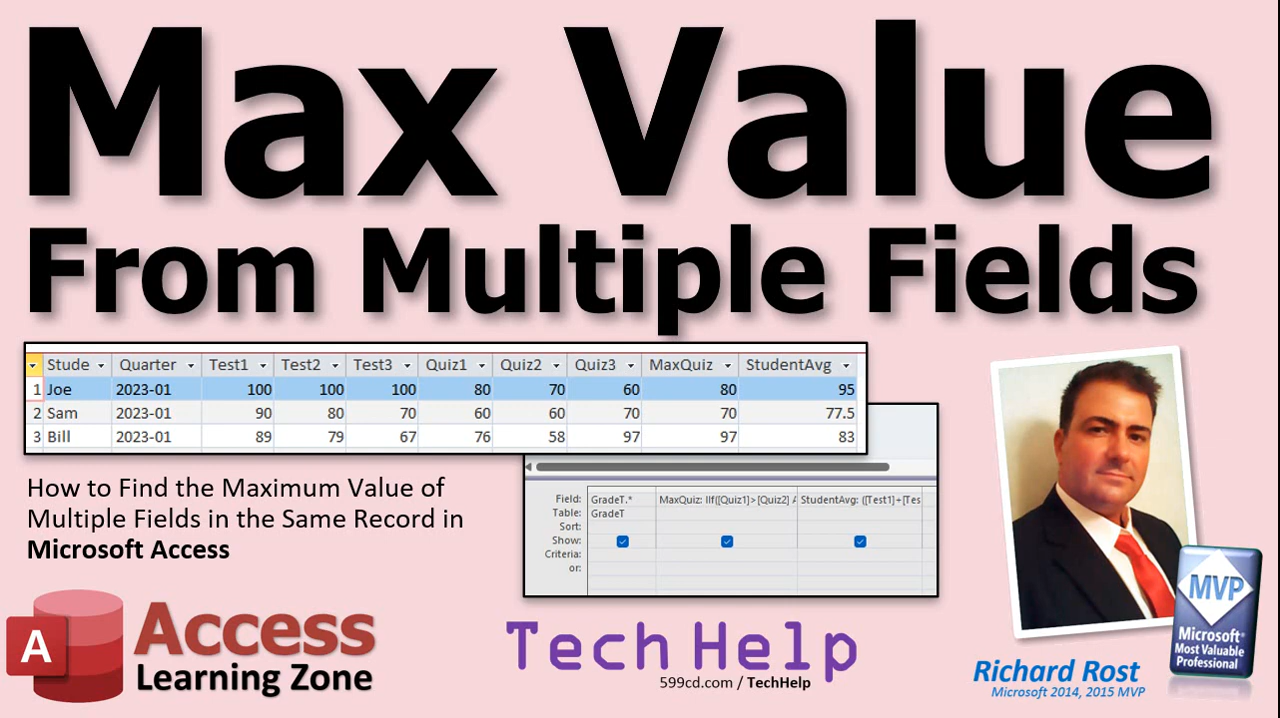 Max Value
From Multiple Fields
Stude Quarter Test1 Test2 Test3 Quiz1 Quiz2 Quiz3 MaxQuiz StudentAvg
1 Joe 2023-01 100 100 100 80 70 60 80 95
2 Sam 2023-01 90 80 70 60 60 70 70 77.5
3 Bill 2023-01 89 79 67 76 58 97 97 83
How to Find the Maximum Value of
Multiple Fields in the Same Record in
Microsoft Access
Field: GradeT.* MaxQuiz: IIf([Quiz1]>[Quiz2] A StudentAvg: ([Test1]+[Tes
Table: GradeT
Sort:
Show:
Criteria:
or:
A
Access
Learning Zone
Tech Help
599cd.com / TechHelp
MVP
Microsoft®
Most Valuable
Professional
Richard Rost
Microsoft 2014, 2015 MVP